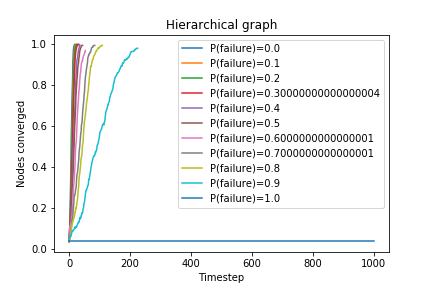 Hierarchical graph
Nodes converged
1.0
0.8
0.6
0.4
0.2
0.0
P(failure)=0.0
P(failure)=0.1
P(failure)=0.2
P(failure)=0.30000000000000004
P(failure)=0.4
P(failure)=0.5
P(failure)=0.6000000000000001
P(failure)=0.7000000000000001
P(failure)=0.8
P(failure)=0.9
P(failure)=1.0
0 200 400 600 800 1000
Timestep